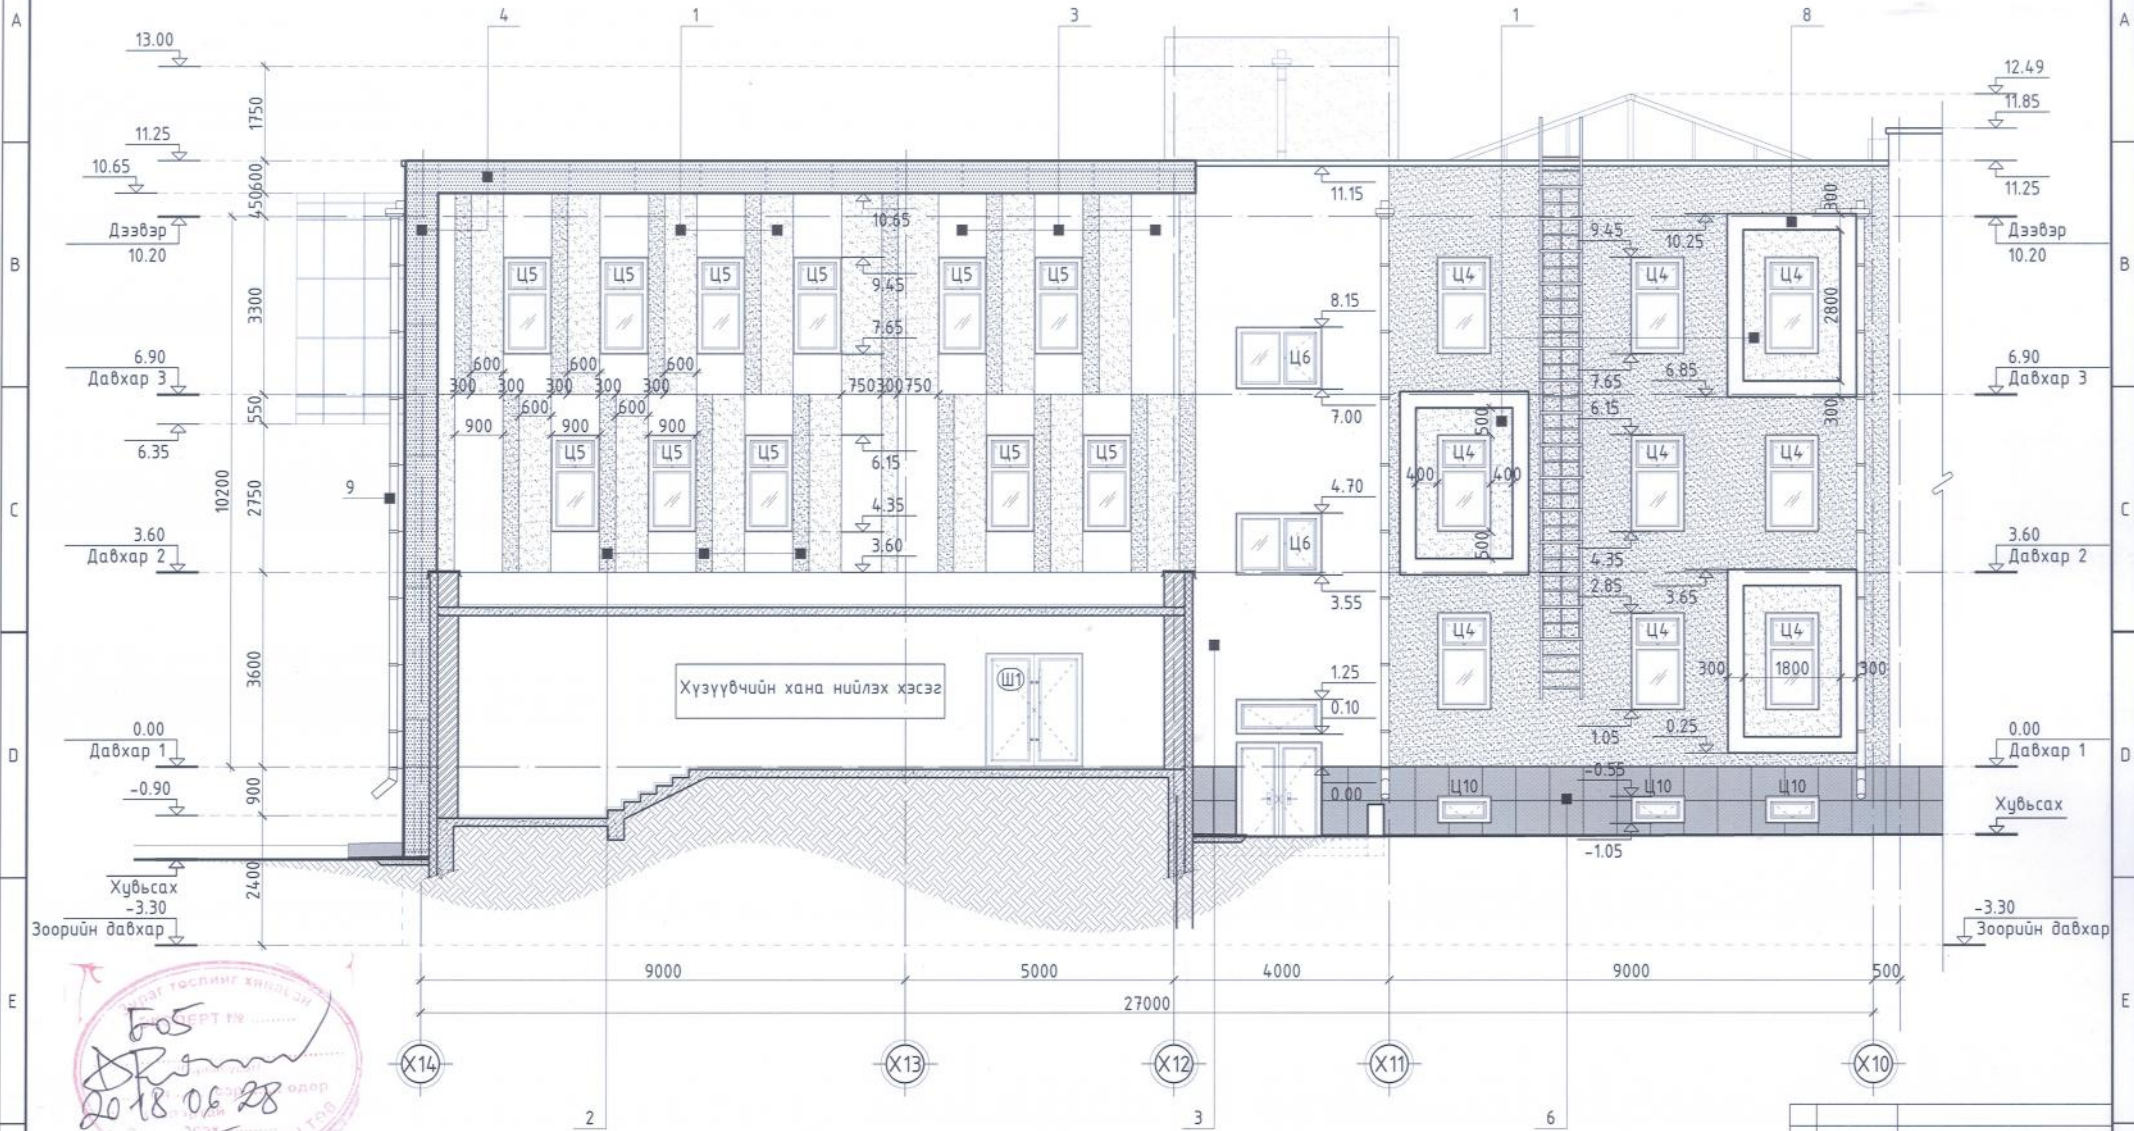 A
4
1
3
1
8
A
13.00
12.49
1750
11.85
11.25
10.65
600
11.15
11.25
300
450
10.65
Дээвэр
10.20
9.45
10.25
Дээвэр
10.20
B
B
Ц5 Ц5 Ц5 Ц5 Ц5 Ц5
9.45
Ц4 Ц4 Ц4
3300
8.15
2800
7.65
Ц6
6.90
Давхар 3
600 600 600
7.65
6.85
6.90
Давхар 3
300 300 300 300 300 750 300 750
7.00
6.15
300
550
600 600
900 900 900
500
6.35
Ц5 Ц5 Ц5 Ц5 Ц5
6.15
Ц4 Ц4 Ц4
10200
9
2750
400 400
4.70
4.35
C
C
3.60
Давхар 2
3.60
Ц6
500
4.35
3.60
Давхар 2
2.85
3.65
3.55
Ц4 Ц4 Ц4
3600
Хүзүүвчийн хана нийлэх хэсэг
Ш1
1.25
300 1800 300
0.10
0.00
Давхар 1
1.05
0.25
0.00
Давхар 1
D
D
-0.90
900
0.00
-0.55
Ц10 Ц10 Ц10
Хувьсах
-1.05
Хувьсах
2400
-3.30
Зоорийн давхар
-3.30
Зоорийн давхар
9000
5000
4000
9000
500
27000
E
E
X14
X13
X12
X11
X10
2018 06 28
2
3
6